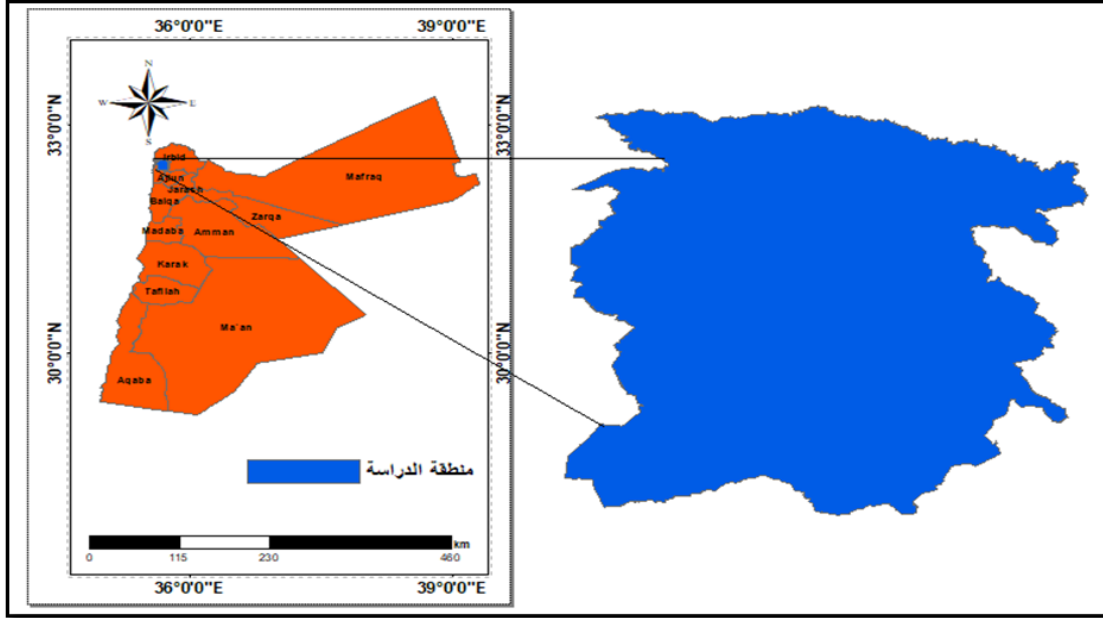 36°0'0"E 39°0'0"E
33°0'0"N 33°0'0"N
N
W E
S
Irbid
Ajlun
Jarash
Mafraq
Balqa
Zarqa
Madaba Amman
Karak
Tafilah
Ma`an
30°0'0"N 30°0'0"N
Aqaba
منطقة الدراسة
km
0 115 230 460
36°0'0"E 39°0'0"E